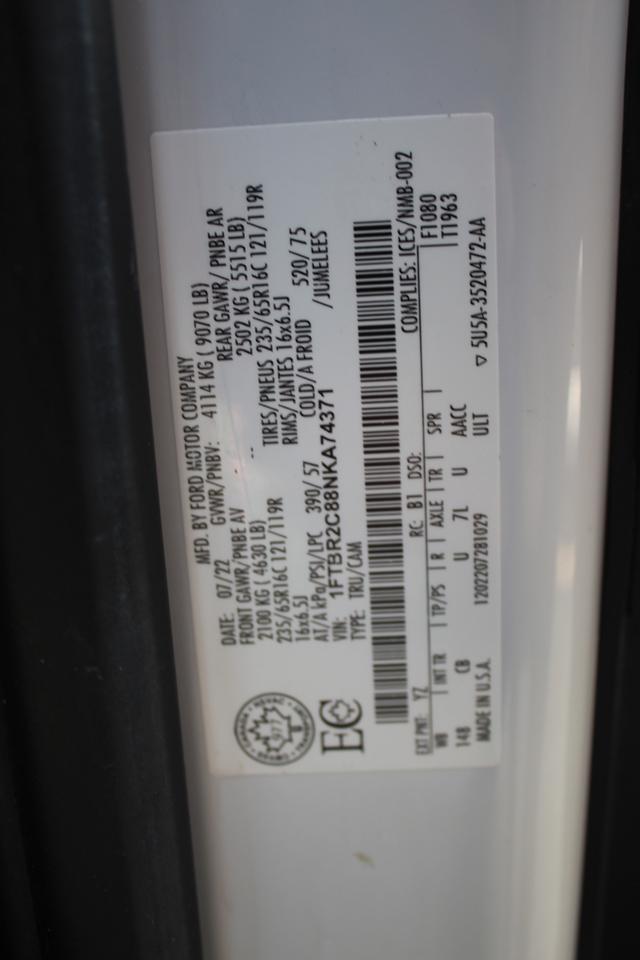 MFD. BY FORD MOTOR COMPANY
DATE: 07/22 GVWR/PNBV: 4114 KG ( 9070 LB)
FRONT GAWR/PNBE AV REAR GAWR/ PNBE AR
2100 KG ( 4630 LB) -- 2502 KG ( 5515 LB)
235/65R16C 121/119R TIRES/PNEUS 235/65R16C 121/119R
16x6.5J RIMS/JANTES 16x6.5J
AT/A kPa/PSI/LPC 390/57 COLD/A FROID 520/75
VIN: 1FTBR2C88NKA74371 /JUMELEES
TYPE: TRU/CAM
EC
COMPLIES: ICES/NMB-002
EXT PNT: YZ RC: B1 DSO: F1080
WB INT TR TP/PS R AXLE TR SPR T1963
148 CB U 7L U AACC
MADE IN U.S.A. 1202207281029 ULT ▽ 5U5A-3520472-AA